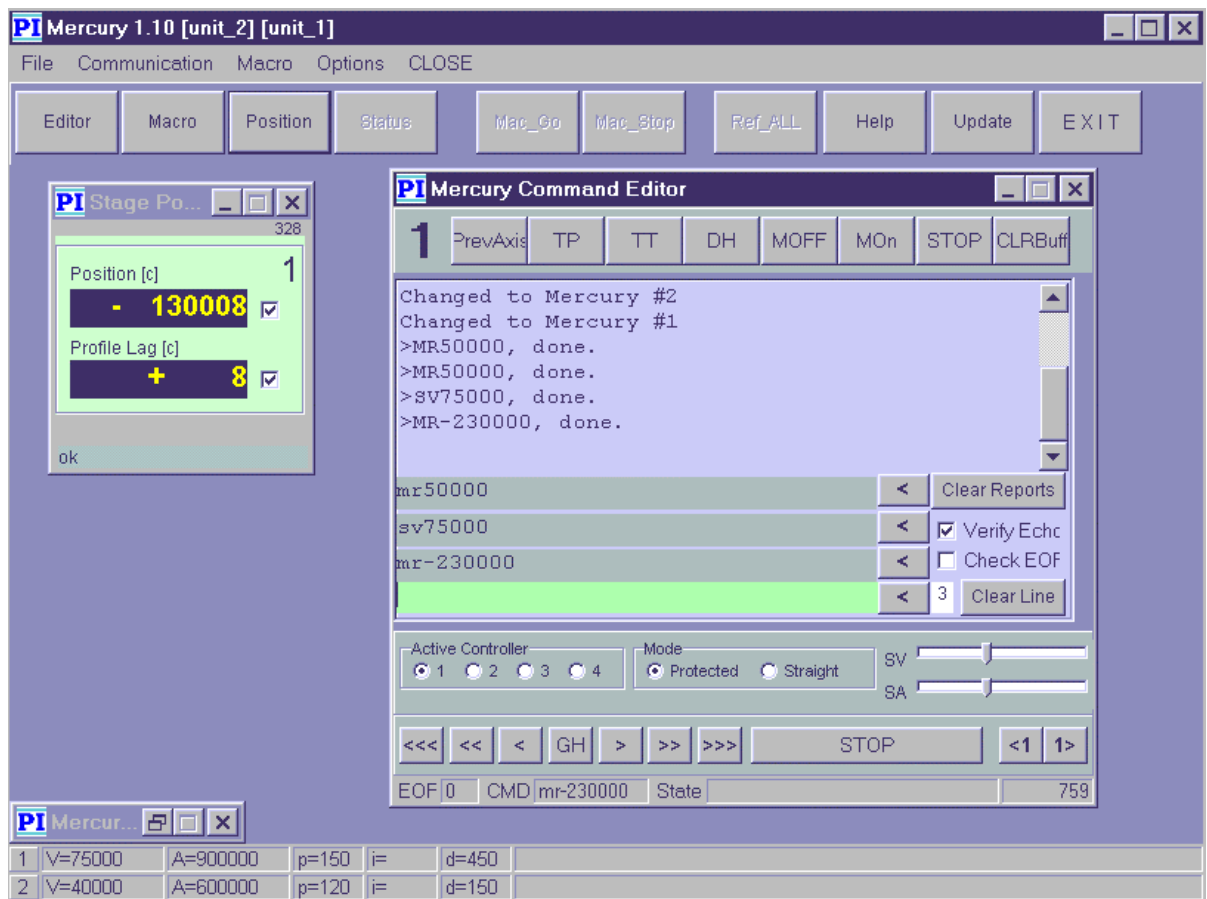 PI Mercury 1.10 [unit_2] [unit_1]
File Communication Macro Options CLOSE
Editor Macro Position Status Mac_Go Mac_Stop Ref_ALL Help Update EXIT
PI Stage Po...
328
1
Position [c]
- 130008
Profile Lag [c]
+ 8
ok
PI Mercury Command Editor
1 PrevAxis TP TT DH MOFF MOn STOP CLRBuff
Changed to Mercury #2
Changed to Mercury #1
>MR50000, done.
>MR50000, done.
>SV75000, done.
>MR-230000, done.
mr50000 < Clear Reports
sv75000 < Verify Echo
mr-230000 < Check EOF
< 3 Clear Line
Active Controller
1 2 3 4
Mode
Protected Straight
SV
SA
<<< << < GH > >> >>> STOP <1 1>
EOF 0 CMD mr-230000 State 759
PI Mercur...
1 V=75000 A=900000 p=150 i= d=450
2 V=40000 A=600000 p=120 i= d=150